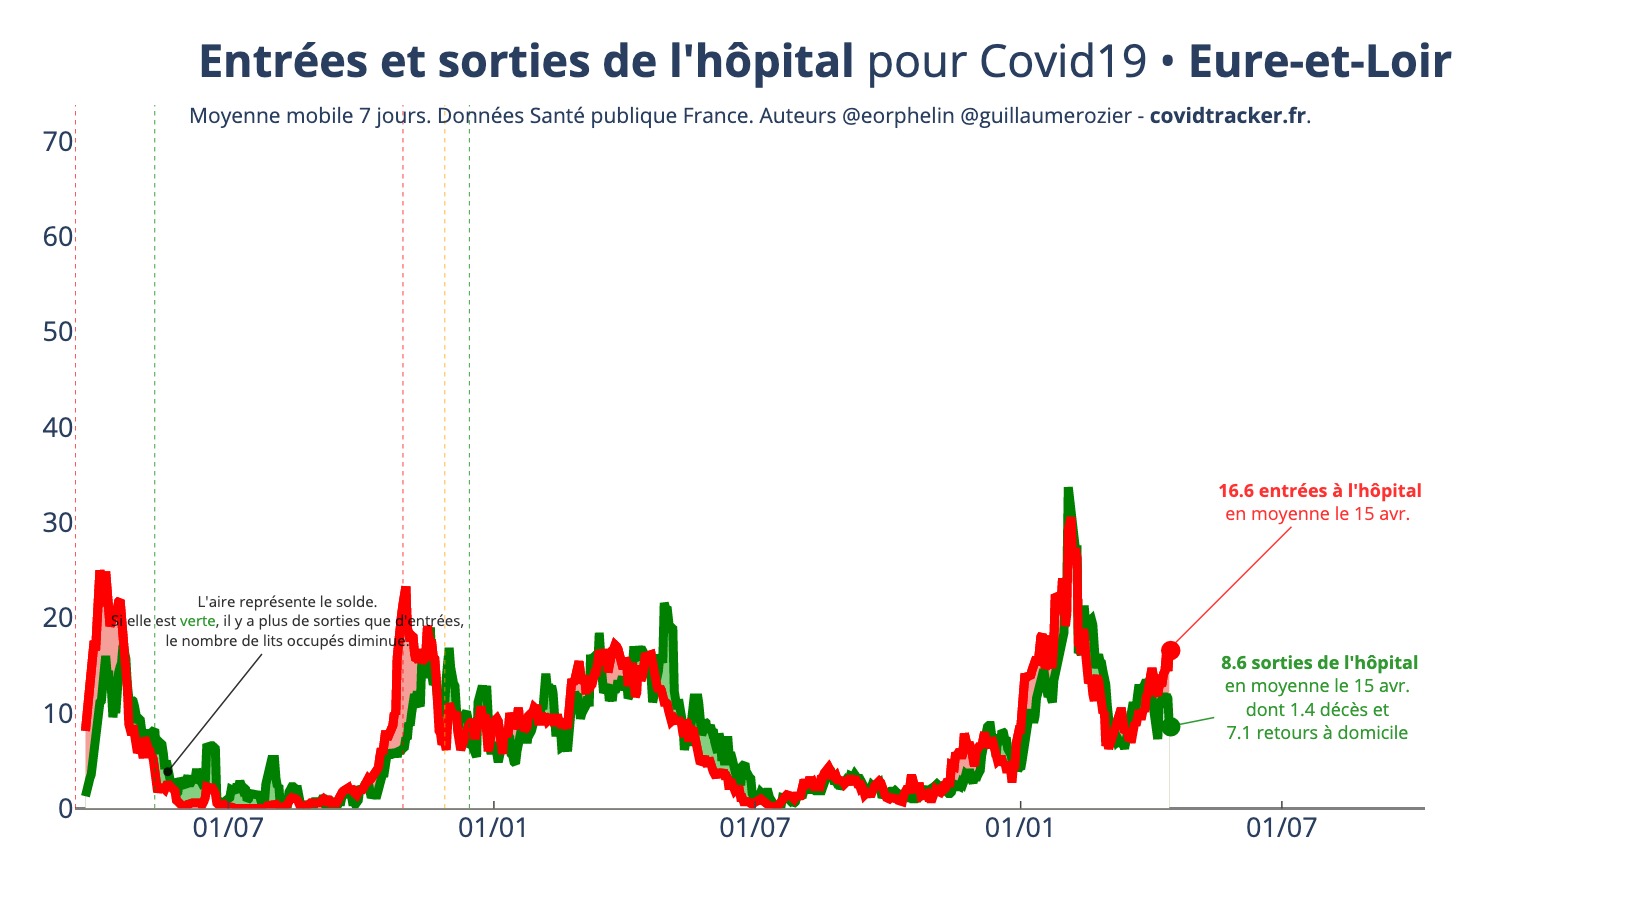 Entrées et sorties de l'hôpital pour Covid19 • Eure-et-Loir
Moyenne mobile 7 jours. Données Santé publique France. Auteurs @eorphelin @guillaumerozier - covidtracker.fr.
70
60
50
40
30
20
10
0
L'aire représente le solde.
Si elle est verte, il y a plus de sorties que d'entrées,
le nombre de lits occupés diminue.
16.6 entrées à l'hôpital
en moyenne le 15 avr.
8.6 sorties de l'hôpital
en moyenne le 15 avr.
dont 1.4 décès et
7.1 retours à domicile
01/07
01/01
01/07
01/01
01/07